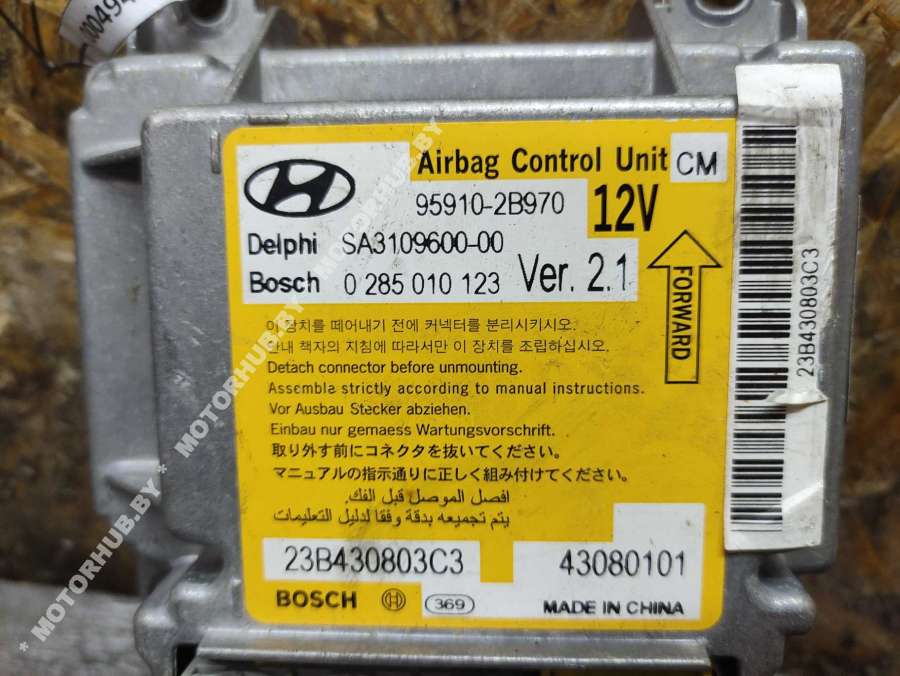 00049
Airbag Control Unit CM
95910-2B970 12V
Delphi SA3109600-00
Bosch 0 285 010 123 Ver. 2.1
FORWARD
이 장치를 떼어내기 전에 커넥터를 분리시키시오.
안내 책자의 지침에 따라서만 이 장치를 조립하십시오.
Detach connector before unmounting.
Assemble strictly according to manual instructions.
Vor Ausbau Stecker abziehen.
Einbau nur gemaess Wartungsvorschrift.
取り外す前にコネクタを抜いてください。
マニュアルの指示通りに正しく組み付けてください。
افصل الموصل قبل الفك.
يتم تجميعه بدقة وفقا لدليل التعليمات
23B430803C3 43080101
BOSCH 369 MADE IN CHINA
23B430803C3
* MOTORHUB.BY * MOTORHUB.BY * MOTORHUB.BY